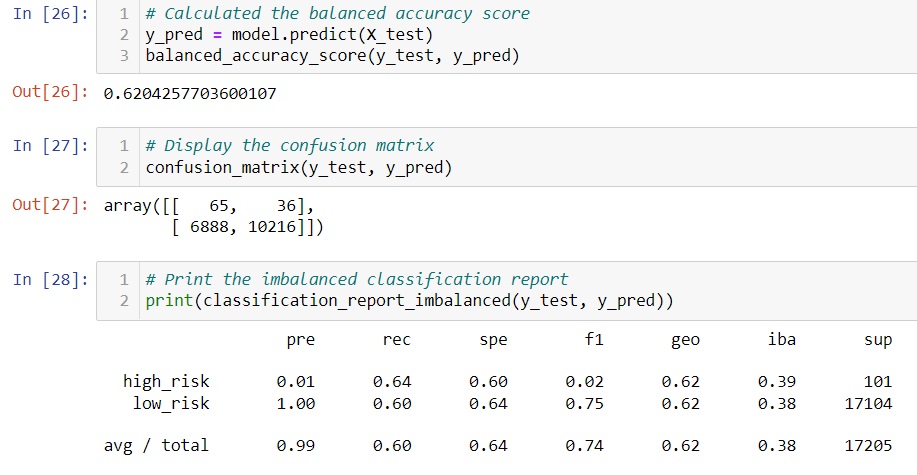 In [26]: 1 # Calculated the balanced accuracy score
2 y_pred = model.predict(X_test)
3 balanced_accuracy_score(y_test, y_pred)
Out[26]: 0.6204257703600107
In [27]: 1 # Display the confusion matrix
2 confusion_matrix(y_test, y_pred)
Out[27]: array([[   65,    36],
[ 6888, 10216]])
In [28]: 1 # Print the imbalanced classification report
2 print(classification_report_imbalanced(y_test, y_pred))
pre rec spe f1 geo iba sup
high_risk 0.01 0.64 0.60 0.02 0.62 0.39 101
low_risk 1.00 0.60 0.64 0.75 0.62 0.38 17104
avg / total 0.99 0.60 0.64 0.74 0.62 0.38 17205